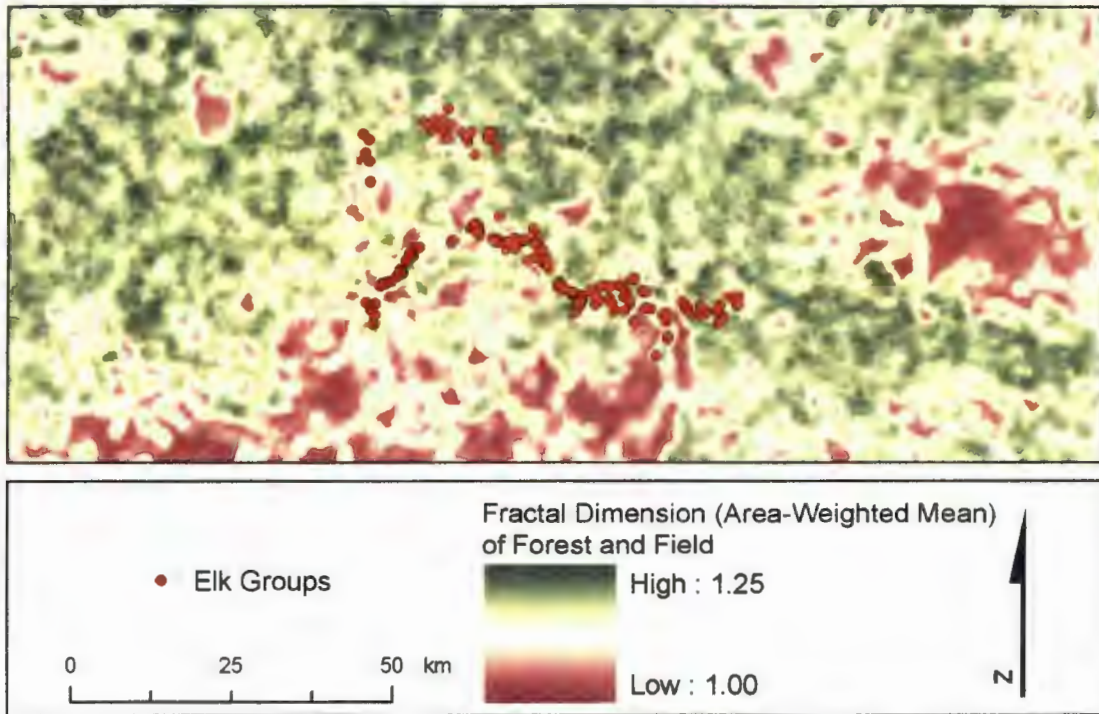 Fractal Dimension (Area-Weighted Mean)
of Forest and Field
Elk Groups
High : 1.25
Low : 1.00
0 25 50 km
N